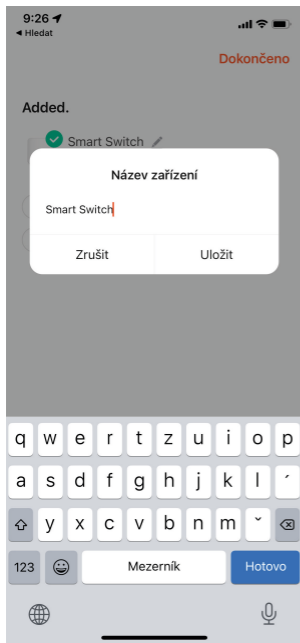 9:26
◀ Hledat
Dokončeno
Added.
Smart Switch
Název zařízení
Smart Switch
Zrušit Uložit
q w e r t z u i o p
a s d f g h j k l ´
y x c v b n m ˇ
123 Mezerník Hotovo